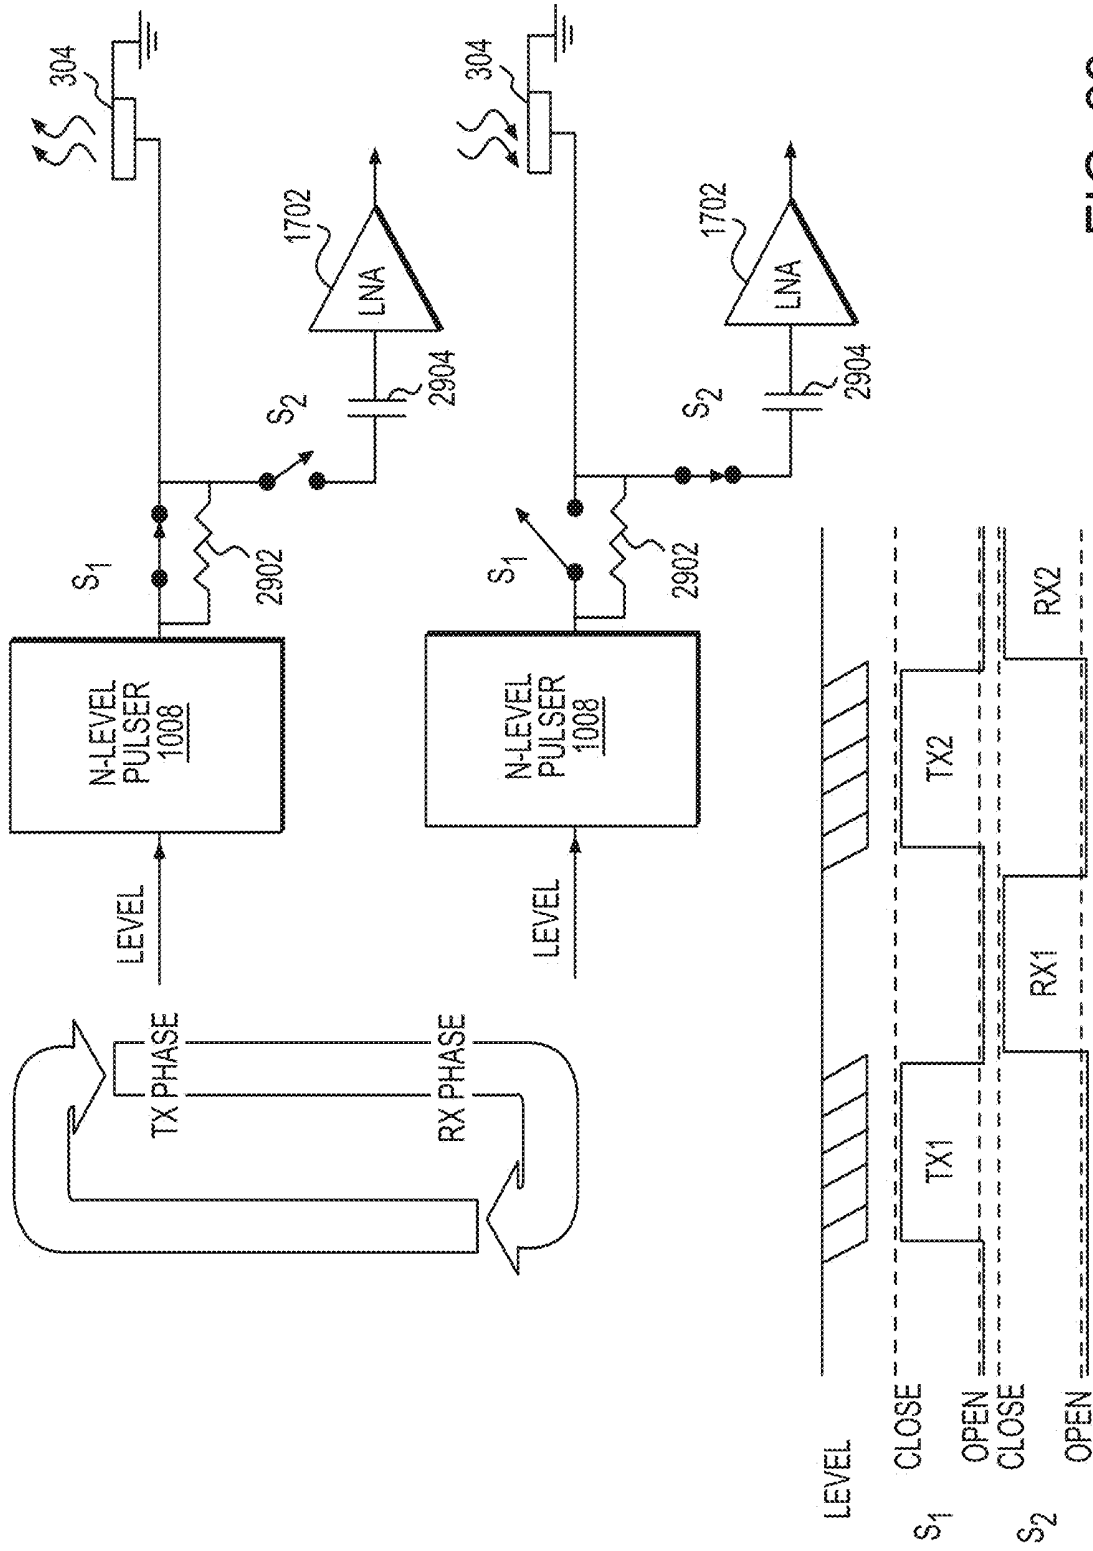 TX PHASE
LEVEL
N-LEVEL
PULSER
1008
S1
2902
S2
2904
LNA
1702
304
RX PHASE
LEVEL
N-LEVEL
PULSER
1008
S1
2902
S2
2904
LNA
1702
304
LEVEL
S1
CLOSE
OPEN
TX1
TX2
S2
CLOSE
OPEN
RX1
RX2